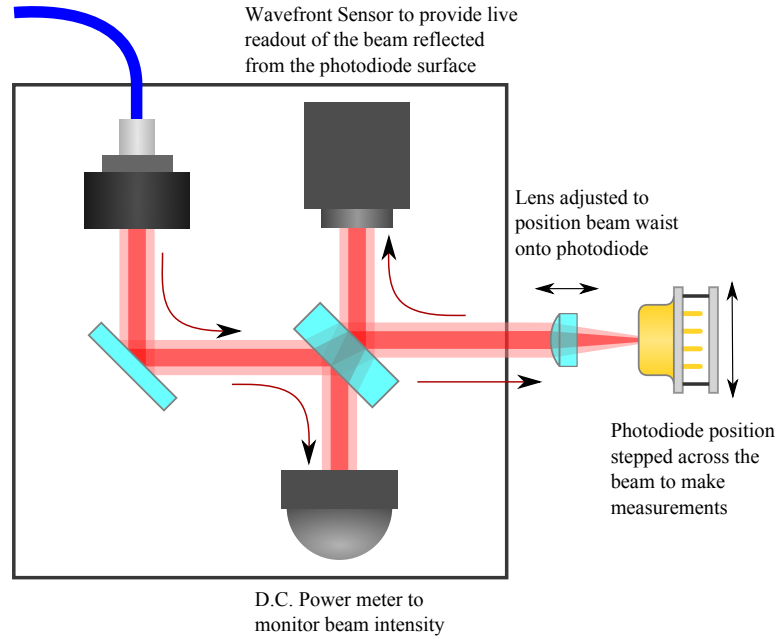 Wavefront Sensor to provide live
readout of the beam reflected
from the photodiode surface
Lens adjusted to
position beam waist
onto photodiode
Photodiode position
stepped across the
beam to make
measurements
D.C. Power meter to
monitor beam intensity